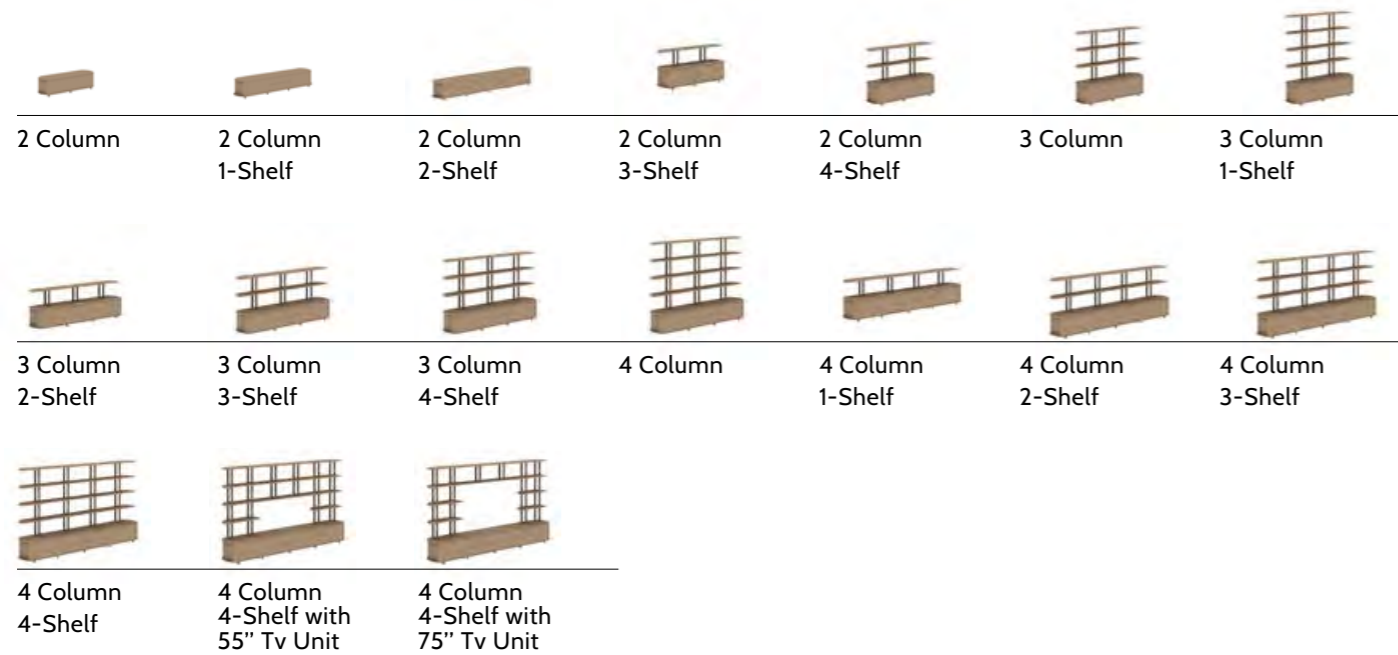 2 Column
2 Column
1-Shelf
2 Column
2-Shelf
2 Column
3-Shelf
2 Column
4-Shelf
3 Column
3 Column
1-Shelf
3 Column
2-Shelf
3 Column
3-Shelf
3 Column
4-Shelf
4 Column
4 Column
1-Shelf
4 Column
2-Shelf
4 Column
3-Shelf
4 Column
4-Shelf
4 Column
4-Shelf with
55’’ Tv Unit
4 Column
4-Shelf with
75’’ Tv Unit